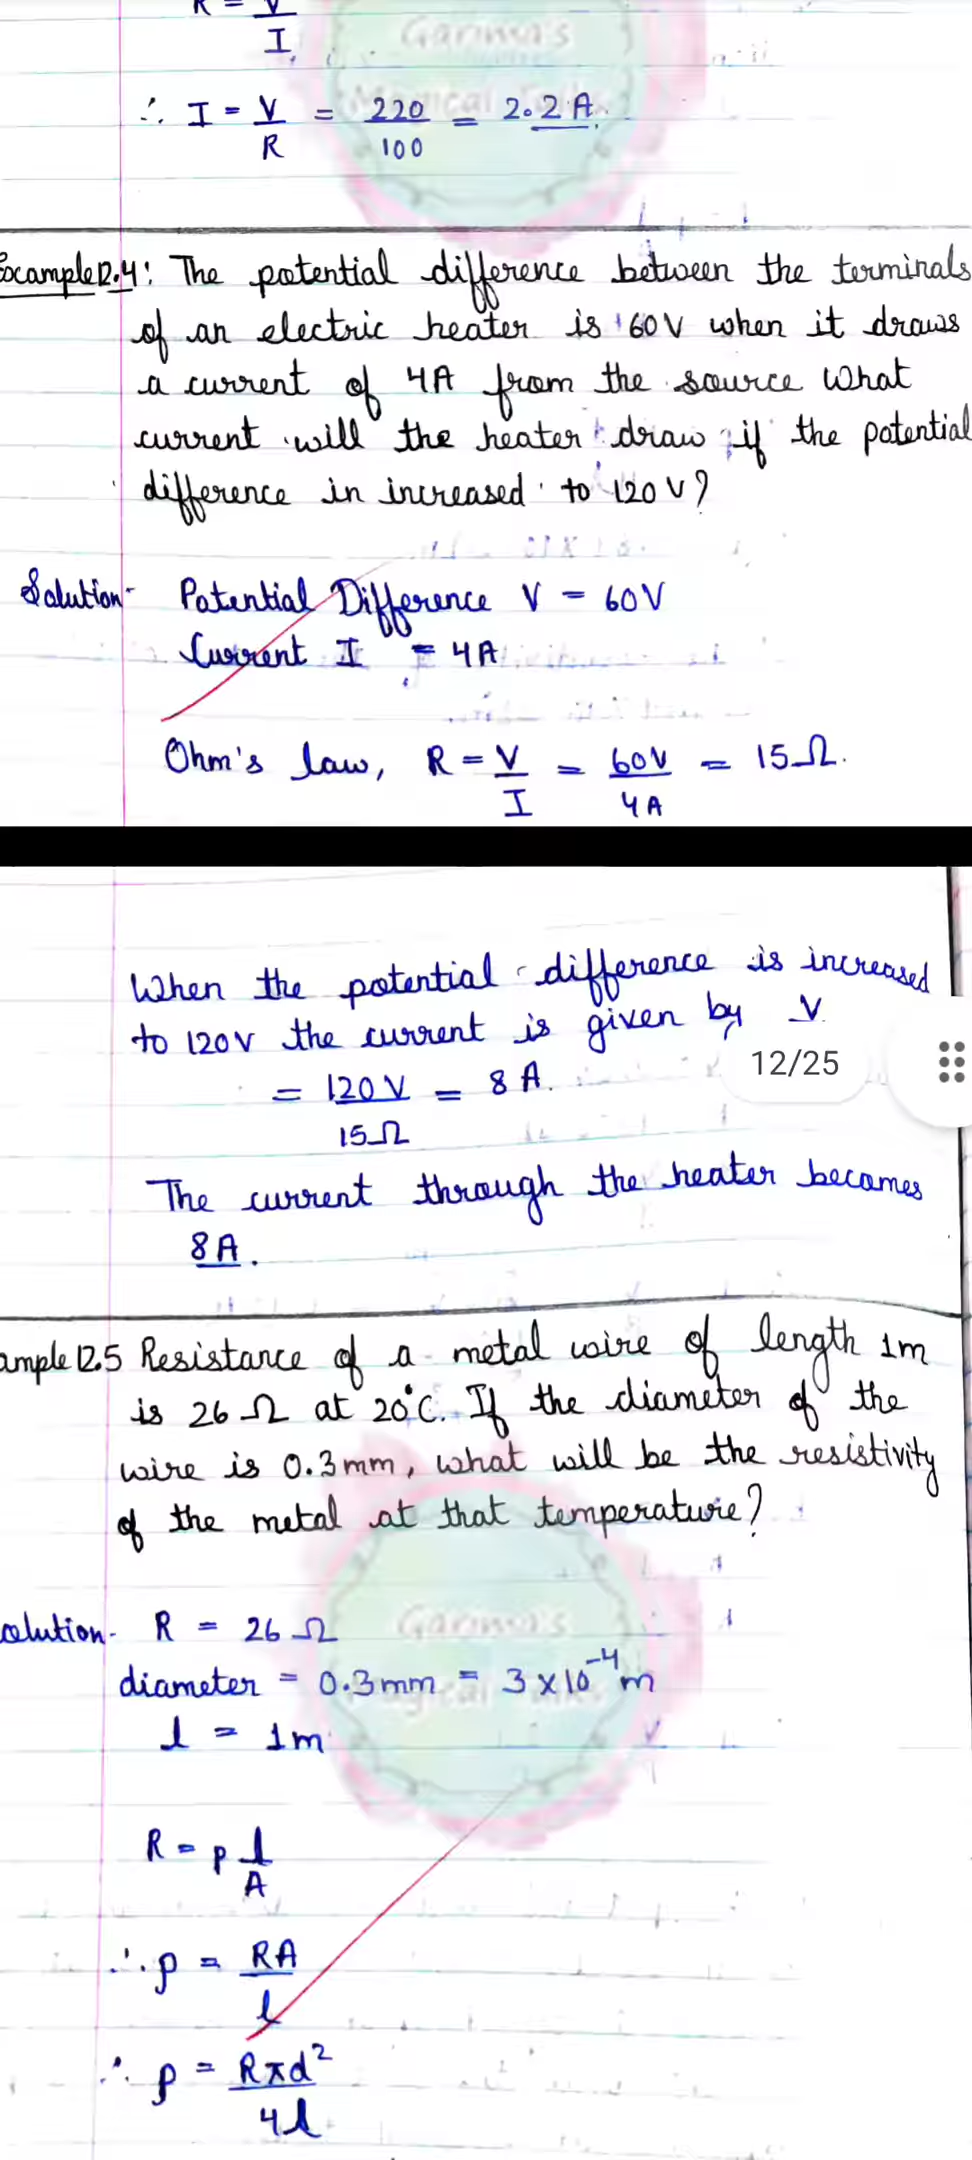 R = V
I
∴ I = V = 220 = 2.2 A.
R 100
Garima's
Magical
Example 12.4: The potential difference between the terminals
of an electric heater is 60V when it draws
a current of 4A from the source What
current will the heater draw if the potential
difference in increased to 120 V?
Solution- Potential Difference V = 60V
Current I = 4A
Ohm's law, R = V = 60V = 15Ω.
I 4A
When the potential difference is increased
to 120V the current is given by V
12/25
= 120 V = 8 A.
15Ω
The current through the heater becomes
8A.
ample 12.5 Resistance of a metal wire of length 1m
is 26 Ω at 20°C. If the diameter of the
wire is 0.3mm, what will be the resistivity
of the metal at that temperature?
Garima's
olution- R = 26 Ω
diameter = 0.3mm = 3 x 10⁻⁴m
l = 1m
R = ρ l
A
∴ ρ = RA
l
∴ ρ = Rπd²
4l